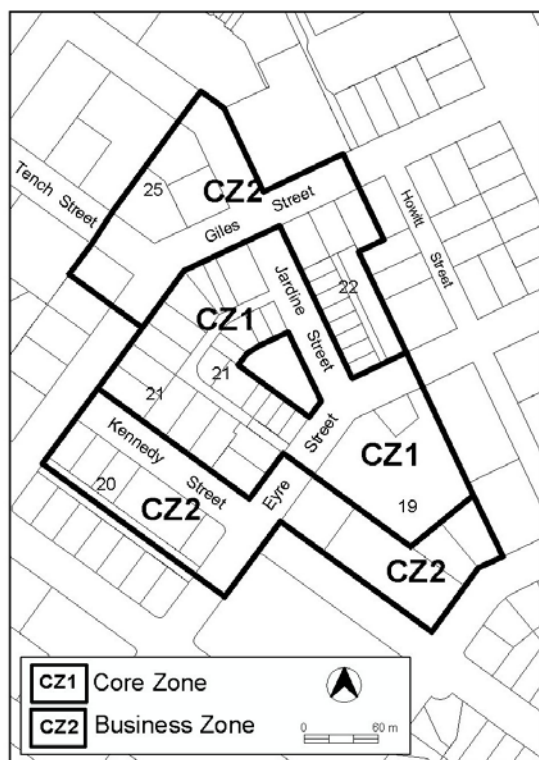 25
CZ2
Tench Street
Giles Street
Howitt Street
22
Jardine Street
CZ1
21
21
Kennedy Street
Eyre Street
CZ1
20
CZ2
19
CZ2
CZ1 Core Zone
CZ2 Business Zone
0 60 m